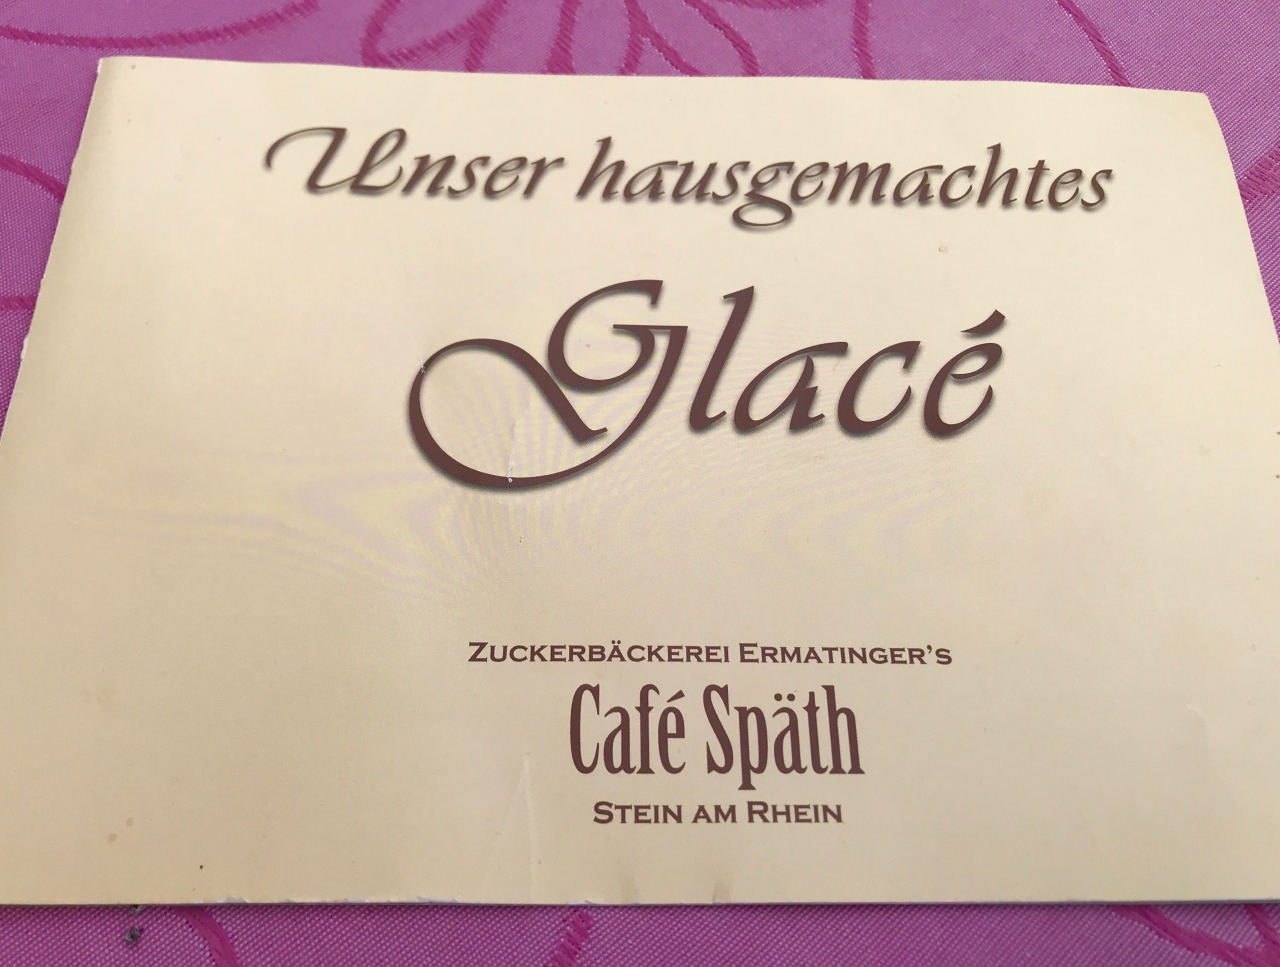 Unser hausgemachtes
Glacé
ZUCKERBÄCKEREI ERMATINGER'S
Café Späth
STEIN AM RHEIN